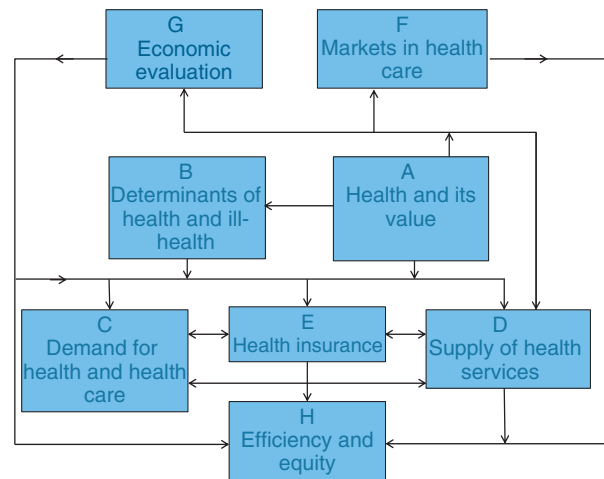 G
Economic
evaluation
F
Markets in health
care
B
Determinants of
health and ill-
health
A
Health and its
value
C
Demand for
health and health
care
E
Health insurance
D
Supply of health
services
H
Efficiency and
equity